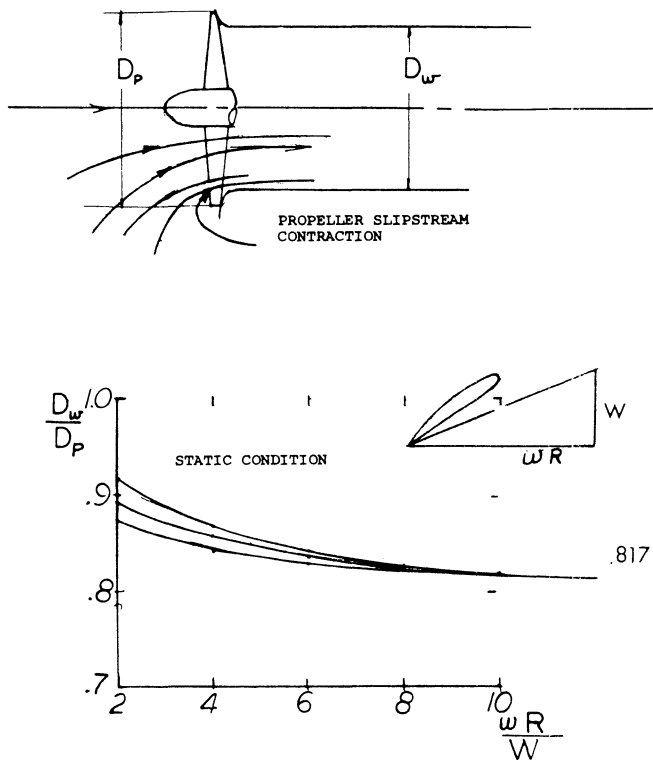 D_p
D_w
PROPELLER SLIPSTREAM
CONTRACTION
D_w
D_p
1.0
.9
.8
.7
STATIC CONDITION
W
ωR
.817
2
4
6
8
10
ωR
W